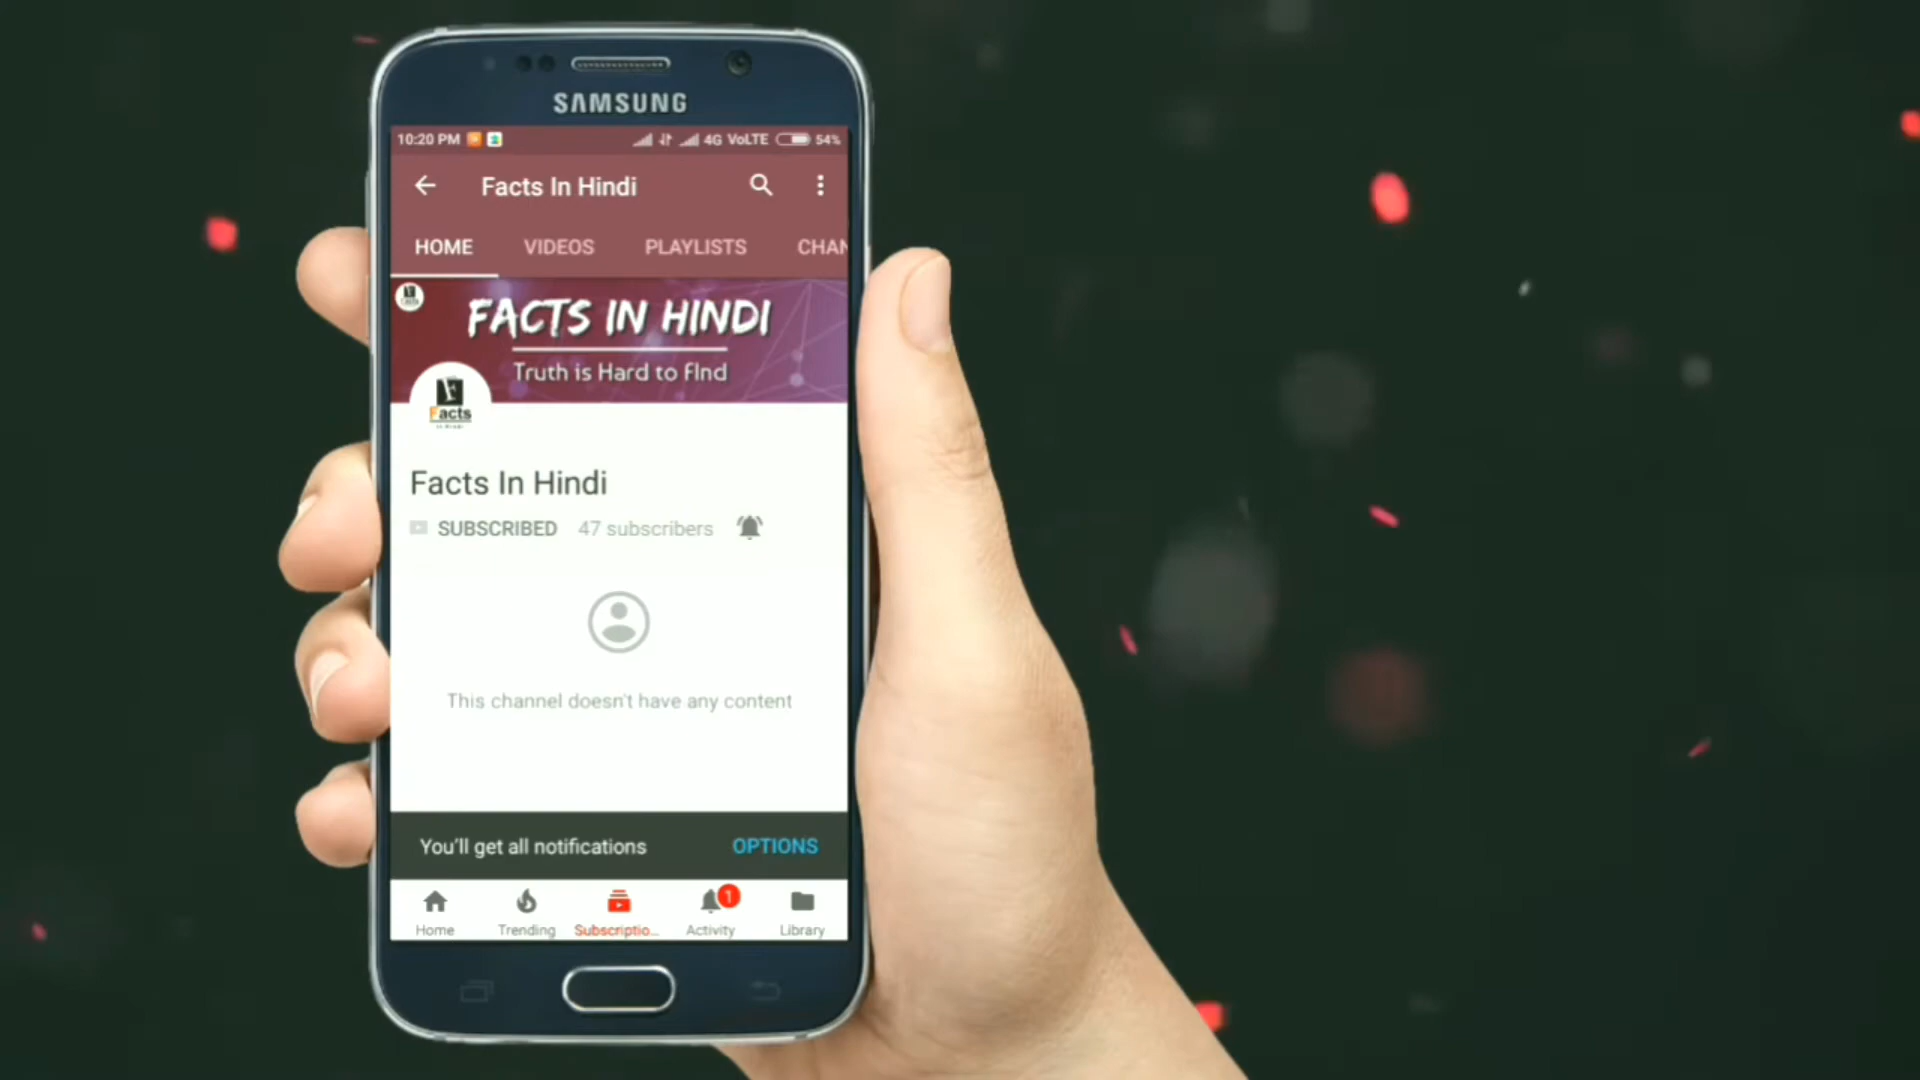 SAMSUNG
10:20 PM 4G VoLTE 54%
Facts In Hindi
HOME VIDEOS PLAYLISTS CHAN
FACTS IN HINDI
Truth is Hard to FInd
F
Facts
Facts In Hindi
SUBSCRIBED 47 subscribers
This channel doesn't have any content
You'll get all notifications OPTIONS
1
Home Trending Subscriptio... Activity Library